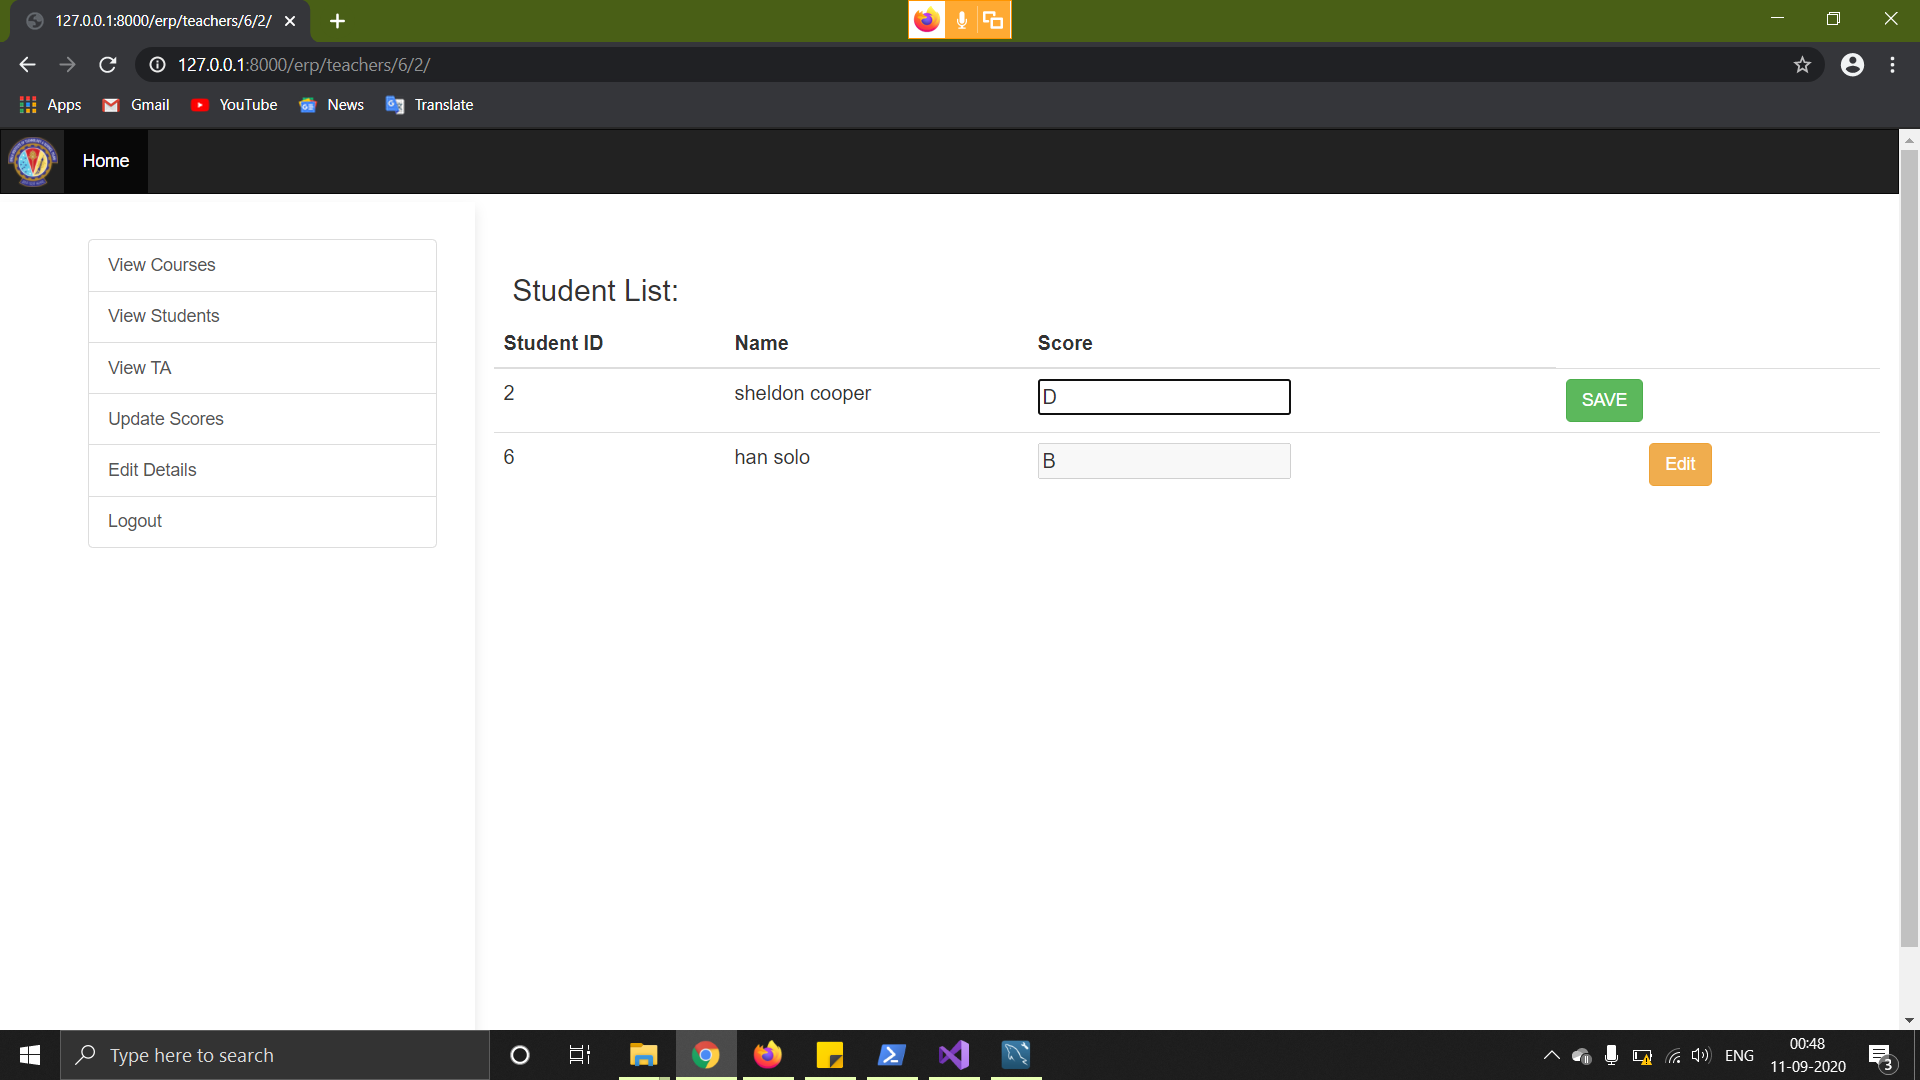 127.0.0.1:8000/erp/teachers/6/2/
127.0.0.1:8000/erp/teachers/6/2/
Apps Gmail YouTube News Translate
Home
View Courses
View Students
View TA
Update Scores
Edit Details
Logout
Student List:
Student ID Name Score
2 sheldon cooper D SAVE
6 han solo B Edit
Type here to search
ENG
00:48
11-09-2020
3